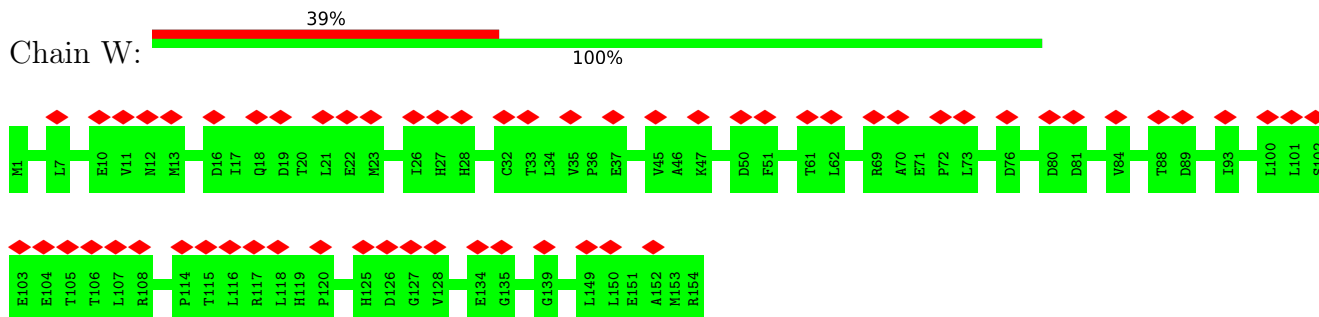 39%
Chain W:
100%
M1 L7 E10 V11 N12 M13 D16 I17 Q18 D19 T20 L21 E22 M23 I26 H27 H28 C32 T33 L34 V35 P36 E37 V45 A46 K47 D50 F51 T61 L62 R69 A70 E71 P72 L73 D76 D80 D81 V84 T88 D89 I93 L100 L101 S102
E103 E104 T105 T106 L107 R108 P114 T115 L116 R117 L118 H119 P120 H125 D126 G127 V128 E134 G135 G139 L149 L150 E151 A152 M153 R154